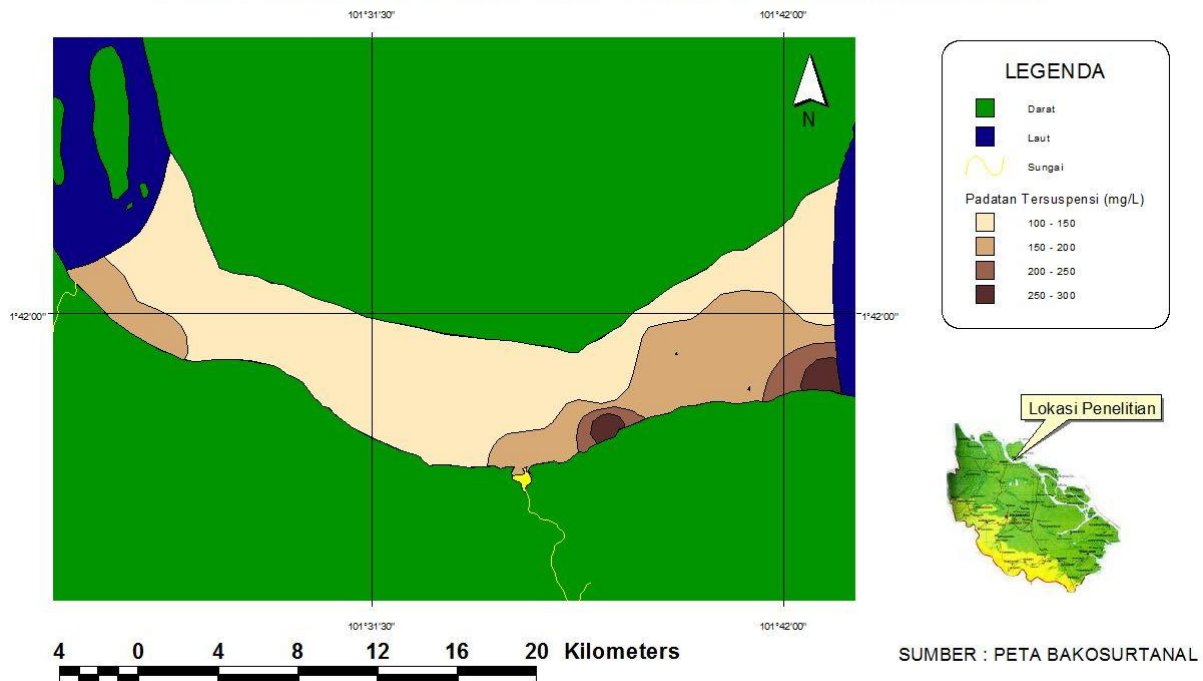 101°31'30"
101°42'00"
N
1°42'00"
1°42'00"
101°31'30"
101°42'00"
4 0 4 8 12 16 20 Kilometers
LEGENDA
Darat
Laut
Sungai
Padatan Tersuspensi (mg/L)
100 - 150
150 - 200
200 - 250
250 - 300
Lokasi Penelitian
SUMBER : PETA BAKOSURTANAL